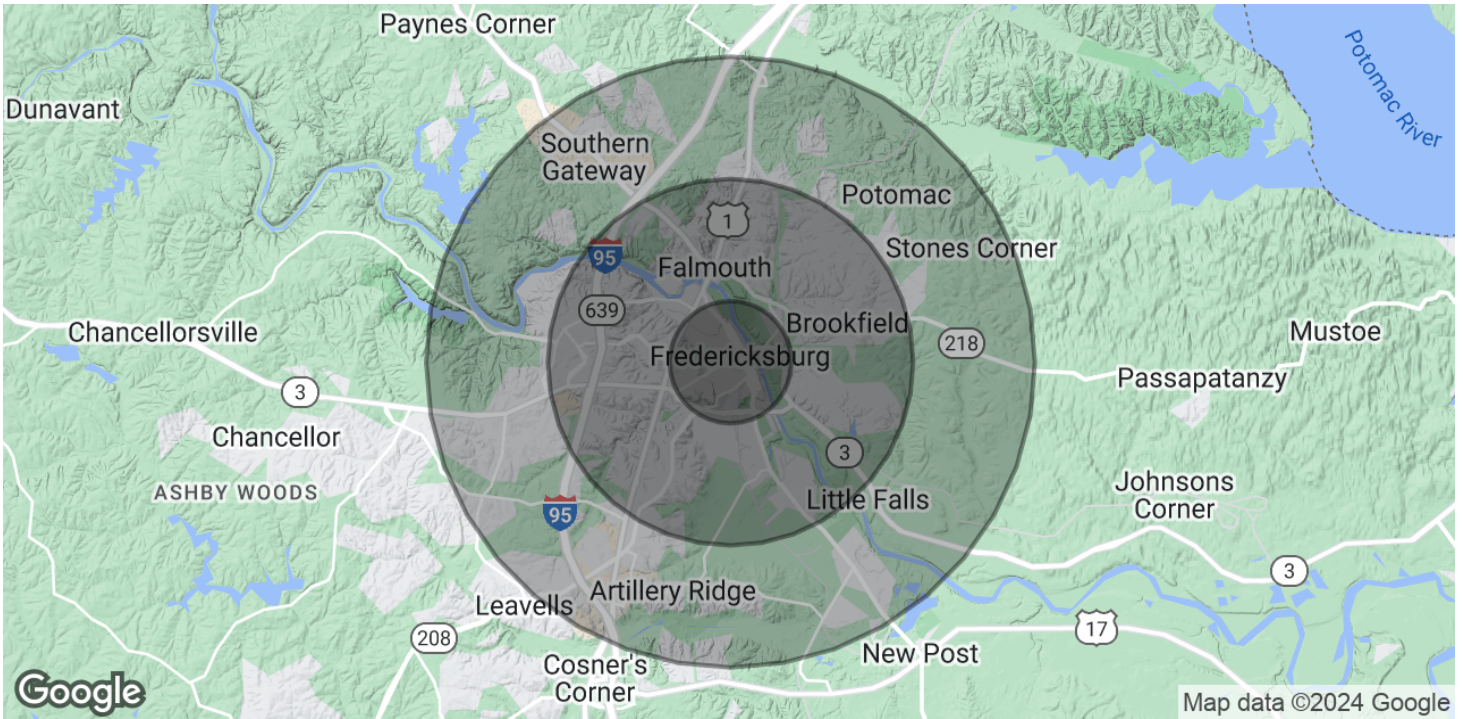 Paynes Corner
Potomac River
Dunavant
Southern
Gateway
Potomac
1
Stones Corner
95
Falmouth
639
Brookfield
Chancellorsville
Mustoe
218
Fredericksburg
Passapatanzy
3
Chancellor
3
ASHBY WOODS
Little Falls
Johnsons
Corner
95
3
Artillery Ridge
Leavells
17
208
New Post
Cosner's
Corner
Google
Map data ©2024 Google